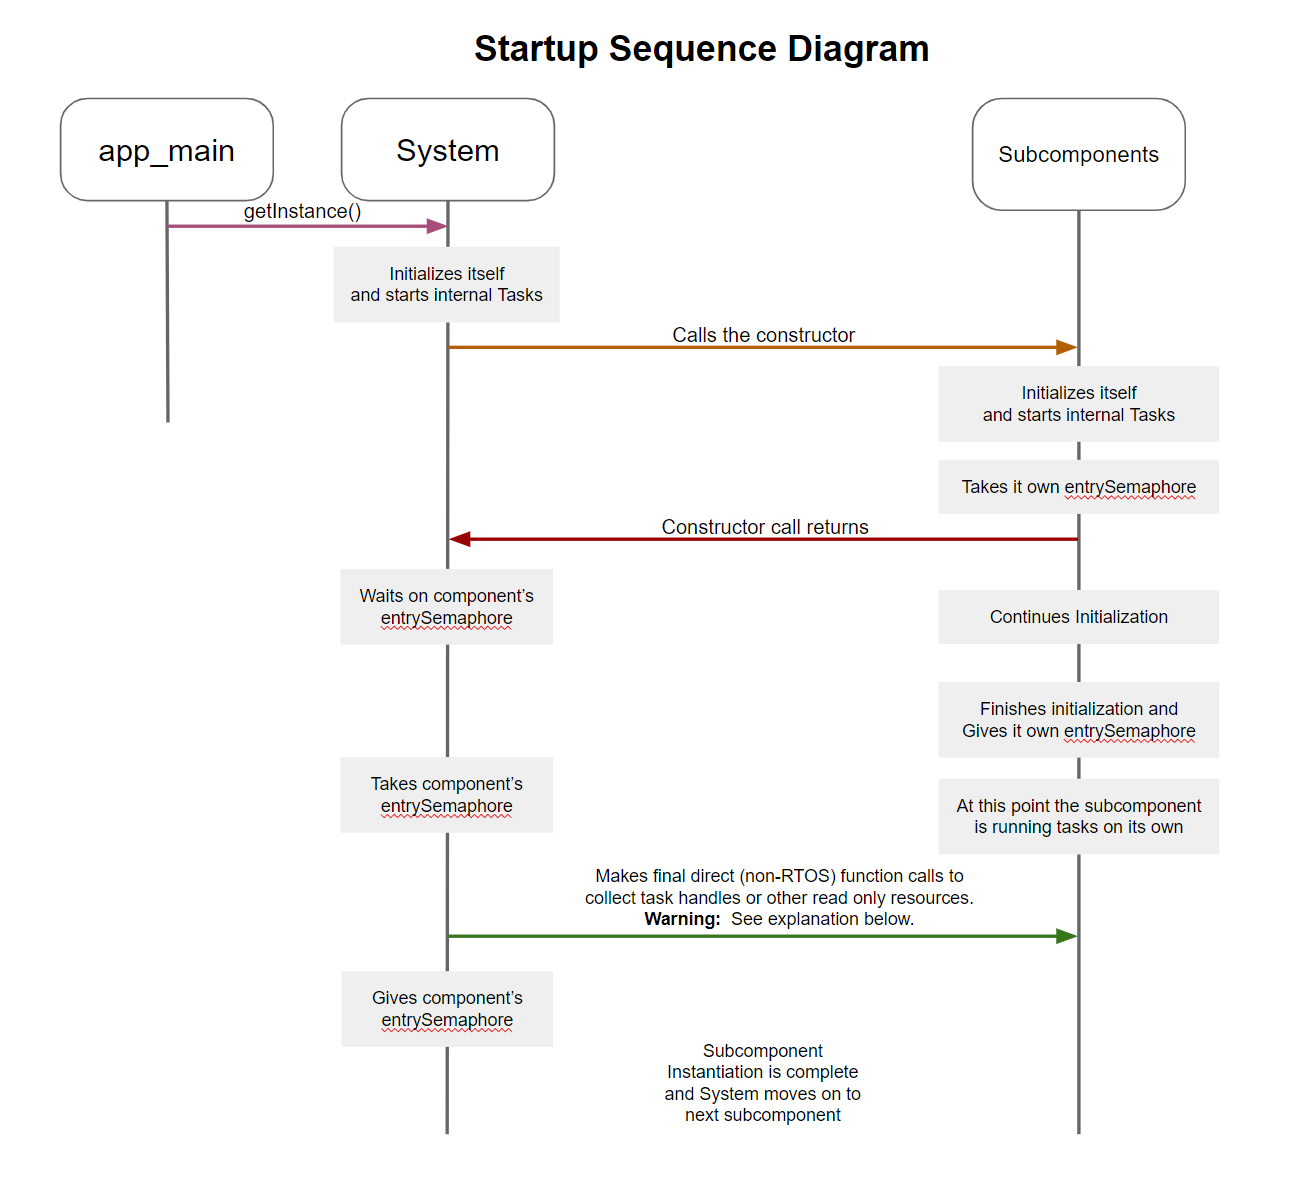 Startup Sequence Diagram
app_main
System
Subcomponents
getInstance()
Initializes itself
and starts internal Tasks
Calls the constructor
Initializes itself
and starts internal Tasks
Takes it own entrySemaphore
Constructor call returns
Waits on component’s
entrySemaphore
Continues Initialization
Finishes initialization and
Gives it own entrySemaphore
Takes component’s
entrySemaphore
At this point the subcomponent
is running tasks on its own
Makes final direct (non-RTOS) function calls to
collect task handles or other read only resources.
Warning:  See explanation below.
Gives component’s
entrySemaphore
Subcomponent
Instantiation is complete
and System moves on to
next subcomponent